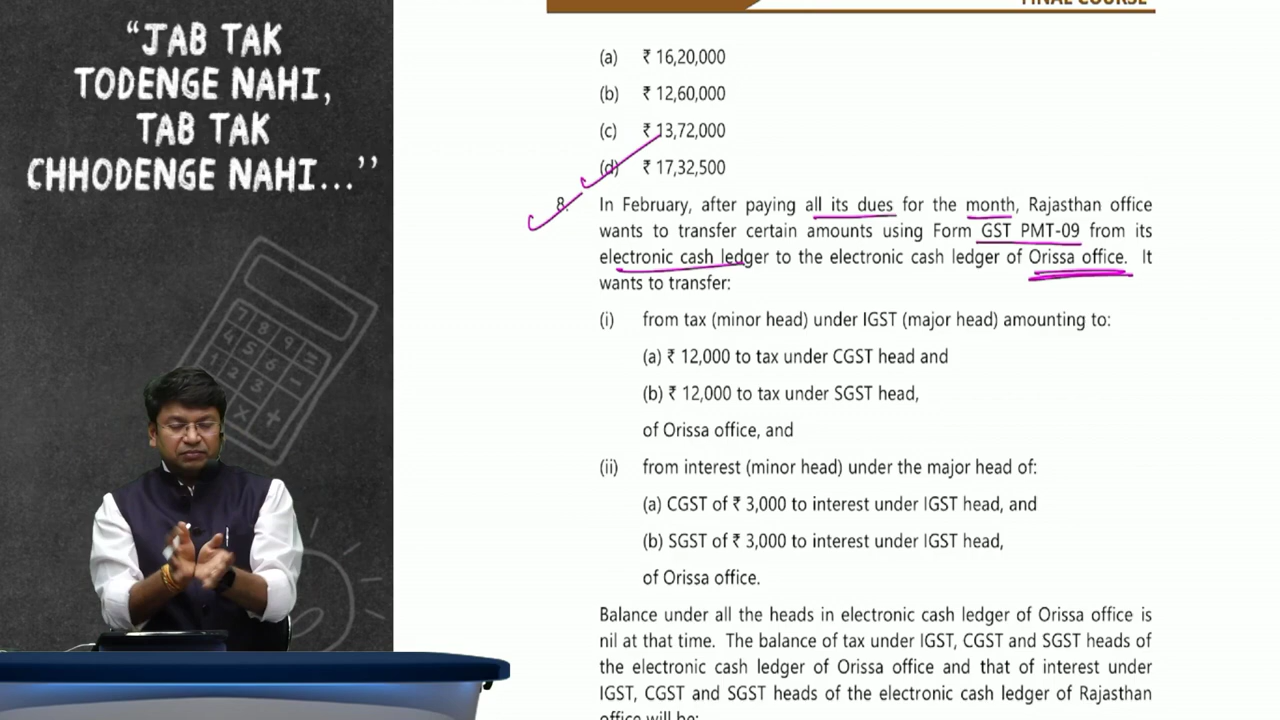 “JAB TAK
TODENGE NAHI,
TAB TAK
CHHODENGE NAHI...’’
FINAL COURSE
(a) ₹ 16,20,000
(b) ₹ 12,60,000
(c) ₹ 13,72,000
(d) ₹ 17,32,500
8. In February, after paying all its dues for the month, Rajasthan office
wants to transfer certain amounts using Form GST PMT-09 from its
electronic cash ledger to the electronic cash ledger of Orissa office. It
wants to transfer:
(i) from tax (minor head) under IGST (major head) amounting to:
(a) ₹ 12,000 to tax under CGST head and
(b) ₹ 12,000 to tax under SGST head,
of Orissa office, and
(ii) from interest (minor head) under the major head of:
(a) CGST of ₹ 3,000 to interest under IGST head, and
(b) SGST of ₹ 3,000 to interest under IGST head,
of Orissa office.
Balance under all the heads in electronic cash ledger of Orissa office is
nil at that time. The balance of tax under IGST, CGST and SGST heads of
the electronic cash ledger of Orissa office and that of interest under
IGST, CGST and SGST heads of the electronic cash ledger of Rajasthan
office will be: